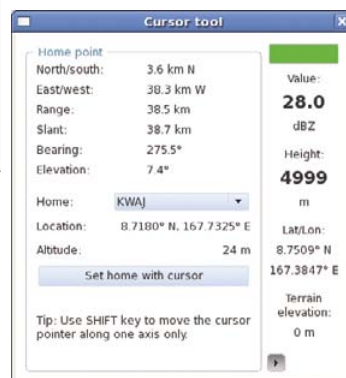 Cursor tool
Home point
North/south: 3.6 km N
East/west: 38.3 km W
Range: 38.5 km
Slant: 38.7 km
Bearing: 275.5°
Elevation: 7.4°
Home: KWAJ
Location: 8.7180° N, 167.7325° E
Altitude: 24 m
Set home with cursor
Tip: Use SHIFT key to move the cursor
pointer along one axis only.
Value:
28.0
dBZ
Height:
4999
m
Lat/Lon:
8.7509° N
167.3847° E
Terrain
elevation:
0 m